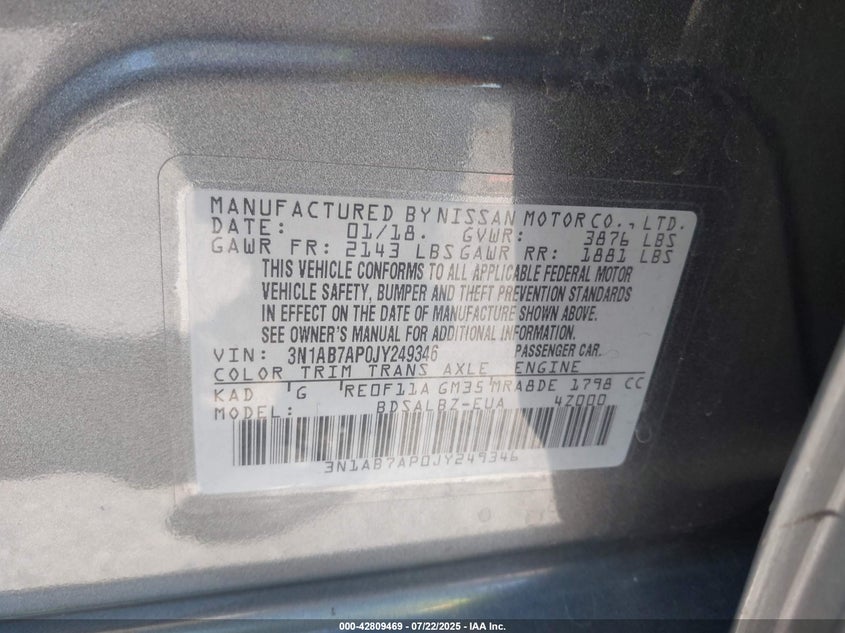 MANUFACTURED BY NISSAN MOTOR CO., LTD.
DATE: 01/18. GVWR: 3876 LBS
GAWR FR: 2143 LBS GAWR RR: 1881 LBS
THIS VEHICLE CONFORMS TO ALL APPLICABLE FEDERAL MOTOR
VEHICLE SAFETY, BUMPER AND THEFT PREVENTION STANDARDS
IN EFFECT ON THE DATE OF MANUFACTURE SHOWN ABOVE.
SEE OWNER'S MANUAL FOR ADDITIONAL INFORMATION.
VIN: 3N1AB7AP0JY249346 PASSENGER CAR.
COLOR TRIM TRANS AXLE ENGINE
KAD G RE0F11A GM35 MRA8DE 1798 CC
MODEL: BDSALBZ-EUA 4Z000
3N1AB7AP0JY249346
000-42809469 - 07/22/2025 - IAA Inc.